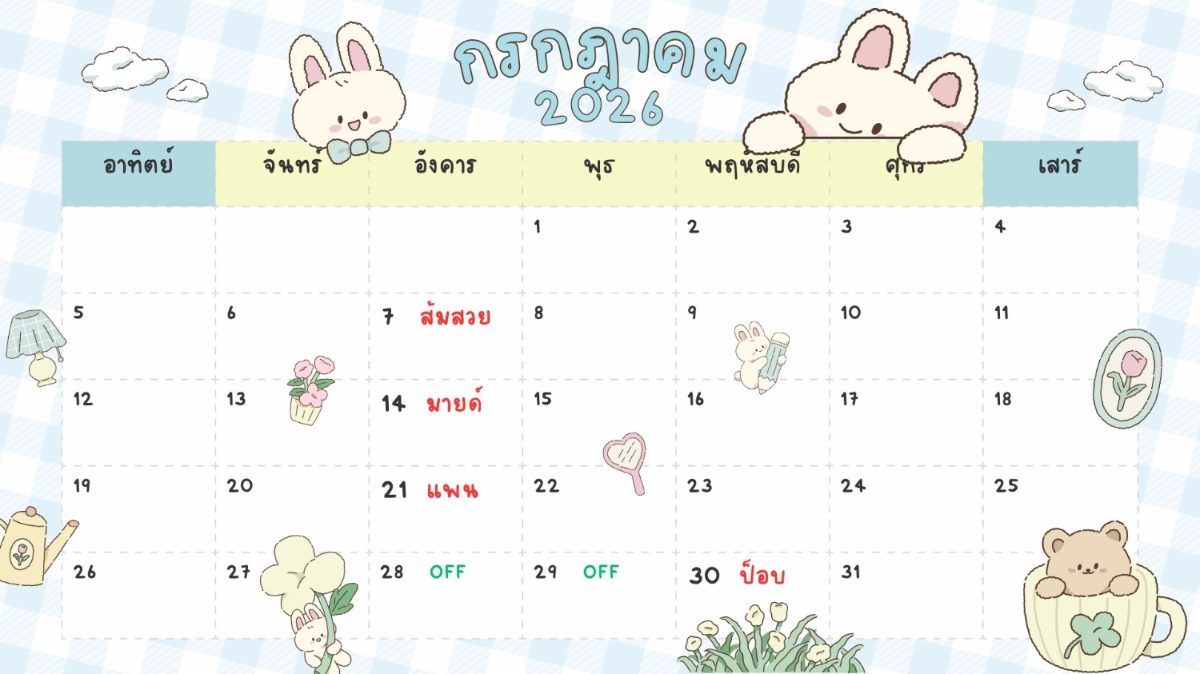 กรกฎาคม
2026
อาทิตย์ จันทร์ อังคาร พุธ พฤหัสบดี ศุกร์ เสาร์
1 2 3 4
5 6 7 ส้มสวย 8 9 10 11
12 13 14 มายด์ 15 16 17 18
19 20 21 แพน 22 23 24 25
26 27 28 OFF 29 OFF 30 ป็อบ 31